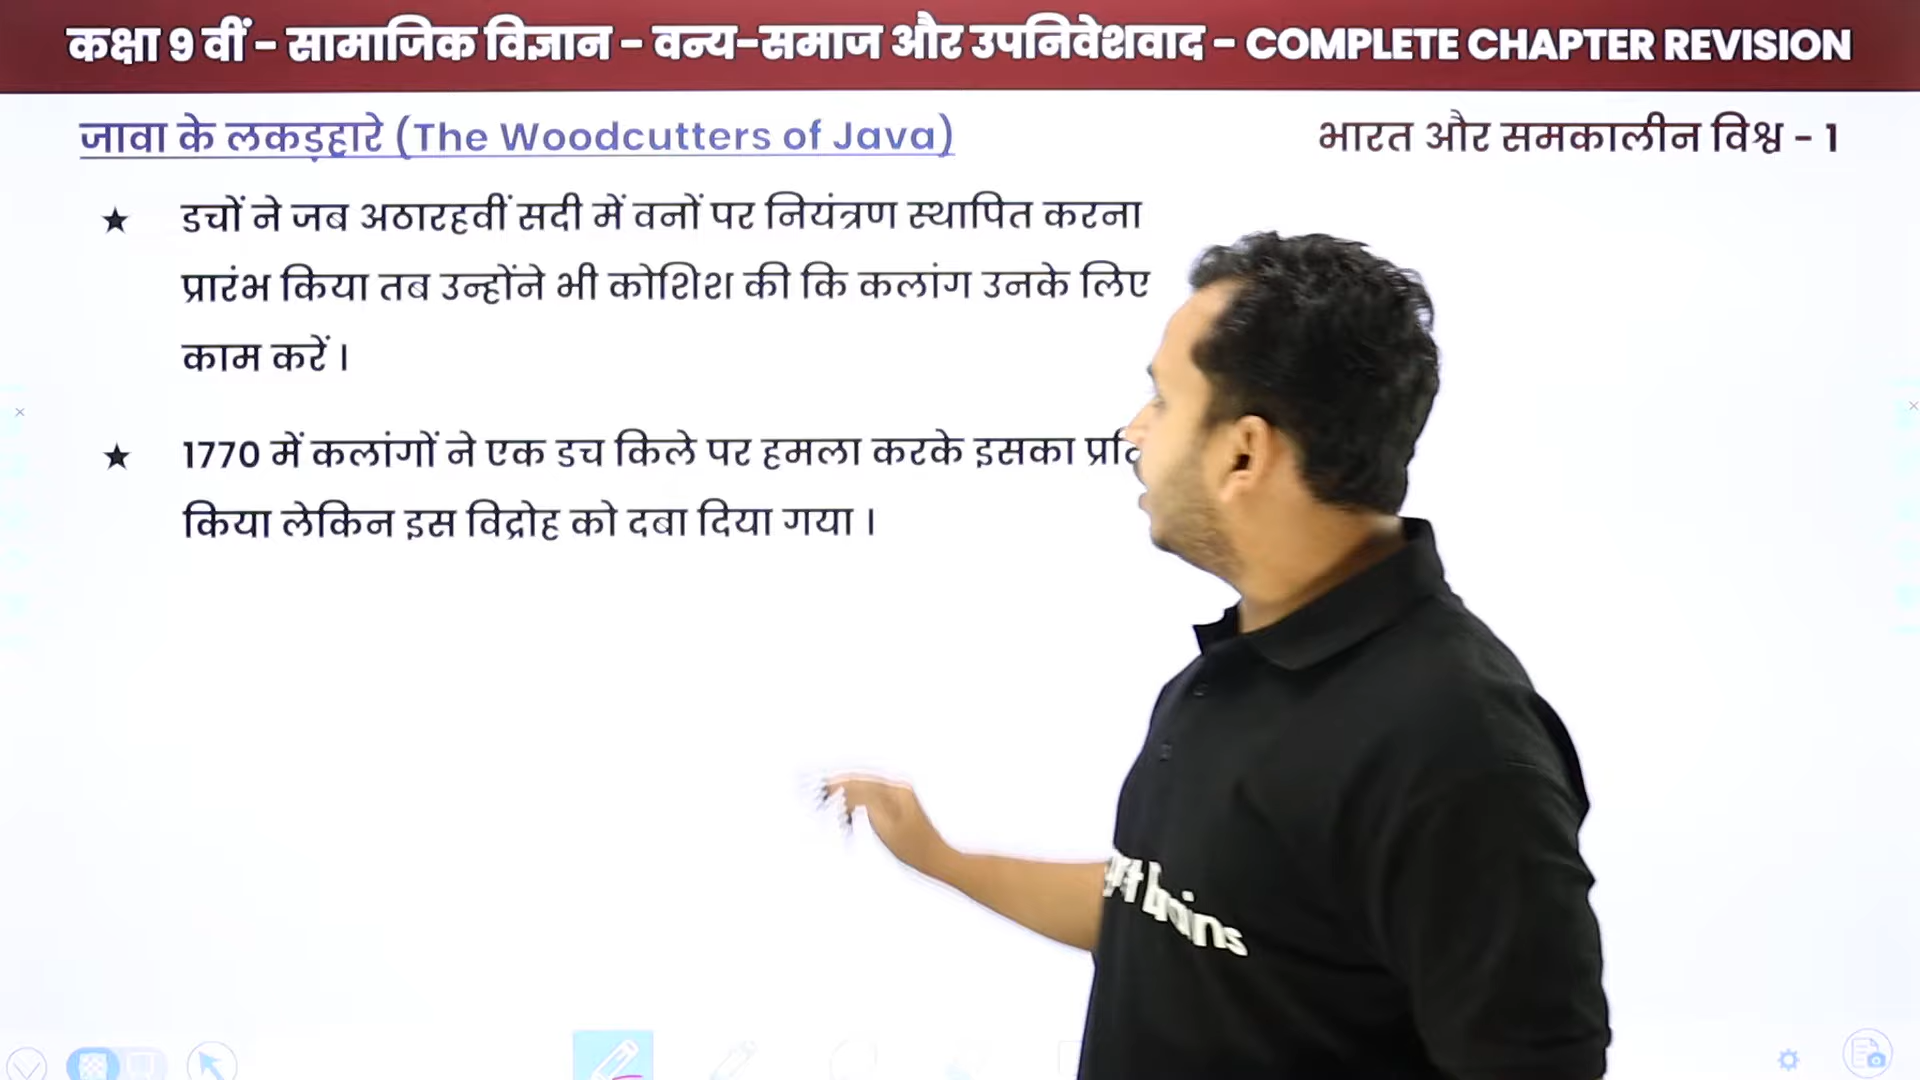 कक्षा 9 वीं - सामाजिक विज्ञान - वन्य-समाज और उपनिवेशवाद - COMPLETE CHAPTER REVISION
जावा के लकड़हारे (The Woodcutters of Java)
भारत और समकालीन विश्व - 1
★ डचों ने जब अठारहवीं सदी में वनों पर नियंत्रण स्थापित करना
प्रारंभ किया तब उन्होंने भी कोशिश की कि कलांग उनके लिए
काम करें ।
★ 1770 में कलांगों ने एक डच किले पर हमला करके इसका
किया लेकिन इस विद्रोह को दबा दिया गया ।
brains